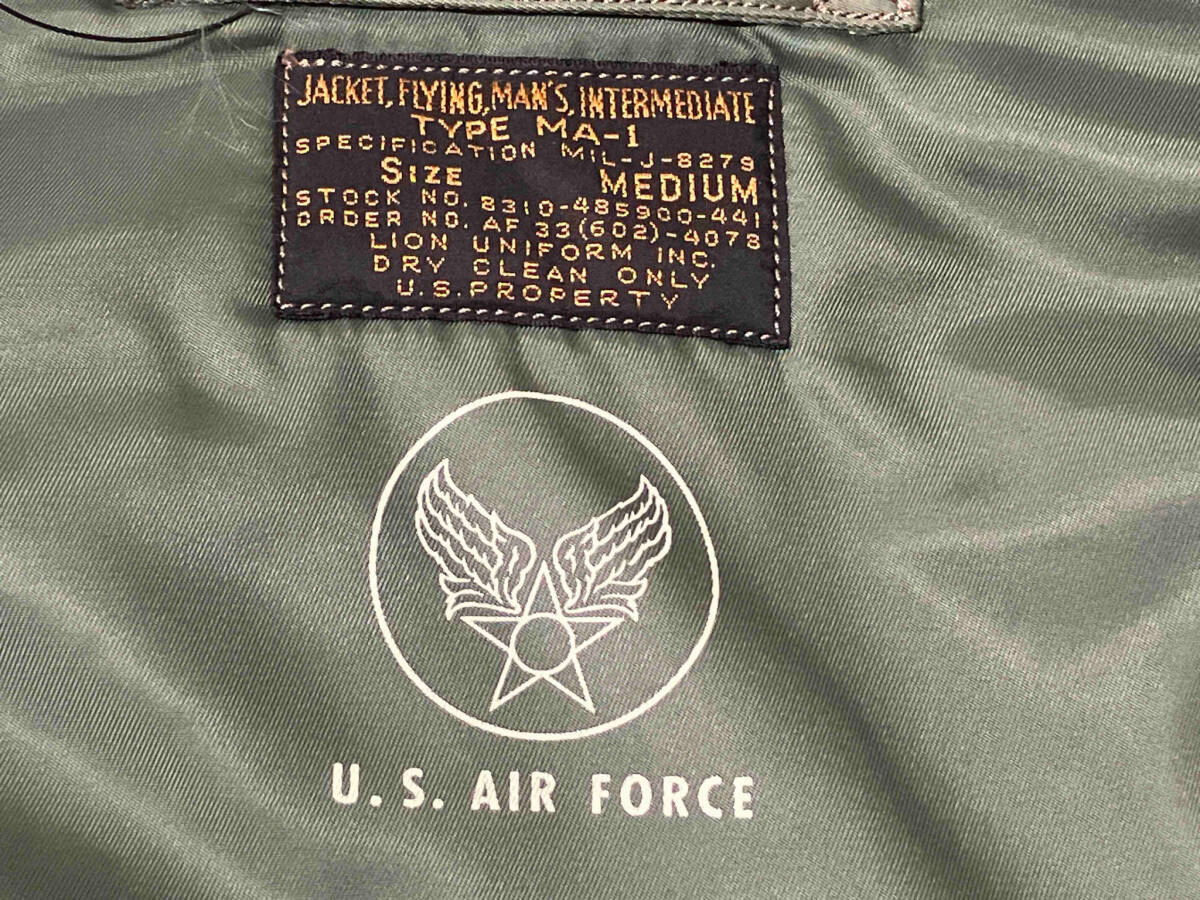 JACKET, FLYING, MAN'S, INTERMEDIATE
TYPE MA-1
SPECIFICATION MIL-J-8279
SIZE MEDIUM
STOCK NO. 8310-485900-441
ORDER NO. AF 33(602)-4073
LION UNIFORM INC.
DRY CLEAN ONLY
U.S. PROPERTY
U.S. AIR FORCE